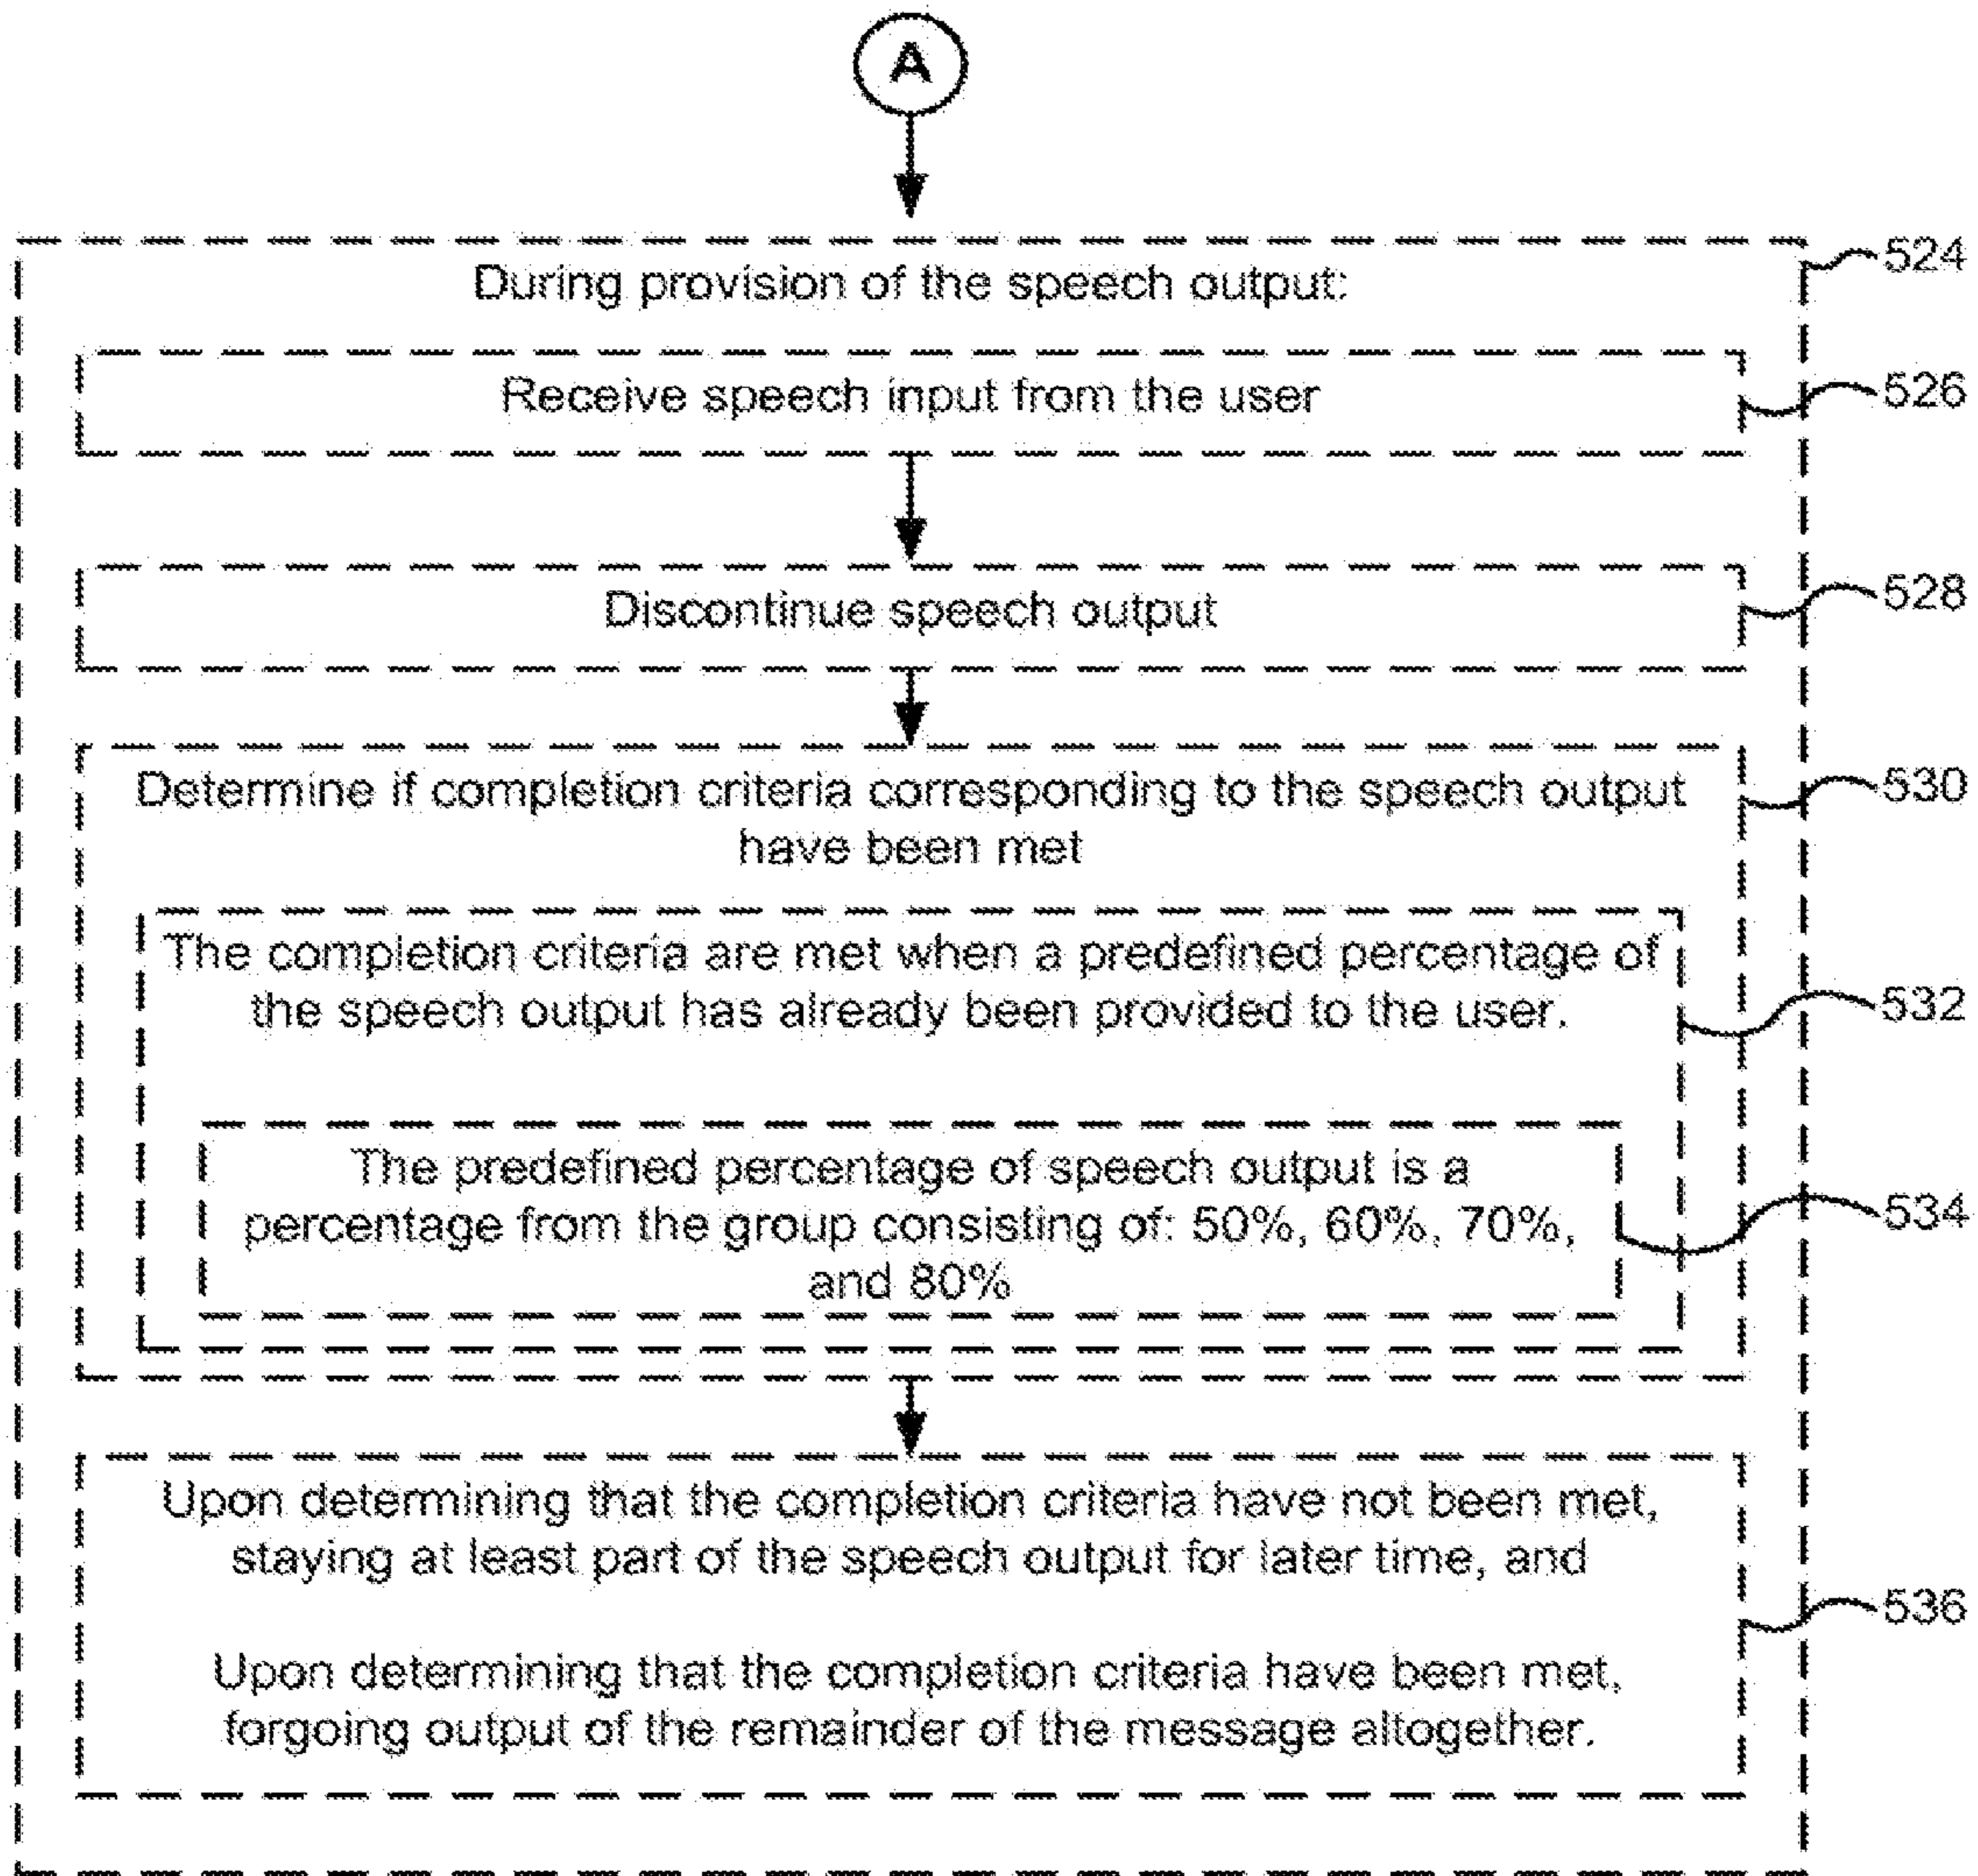 A
During provision of the speech output:
524
Receive speech input from the user
526
Discontinue speech output
528
Determine if completion criteria corresponding to the speech output
have been met
530
The completion criteria are met when a predefined percentage of
the speech output has already been provided to the user.
532
The predefined percentage of speech output is a
percentage from the group consisting of: 50%, 60%, 70%,
and 80%
534
Upon determining that the completion criteria have not been met,
staying at least part of the speech output for later time, and
536
Upon determining that the completion criteria have been met,
forgoing output of the remainder of the message altogether.